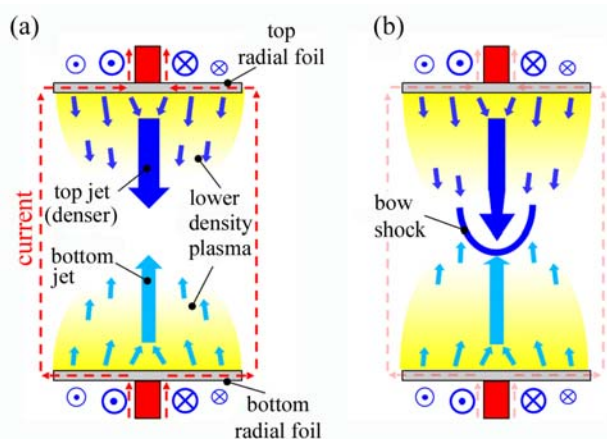 (a)
top
radial foil
(b)
current
top jet
(denser)
lower
density
plasma
bottom
jet
bow
shock
bottom
radial foil